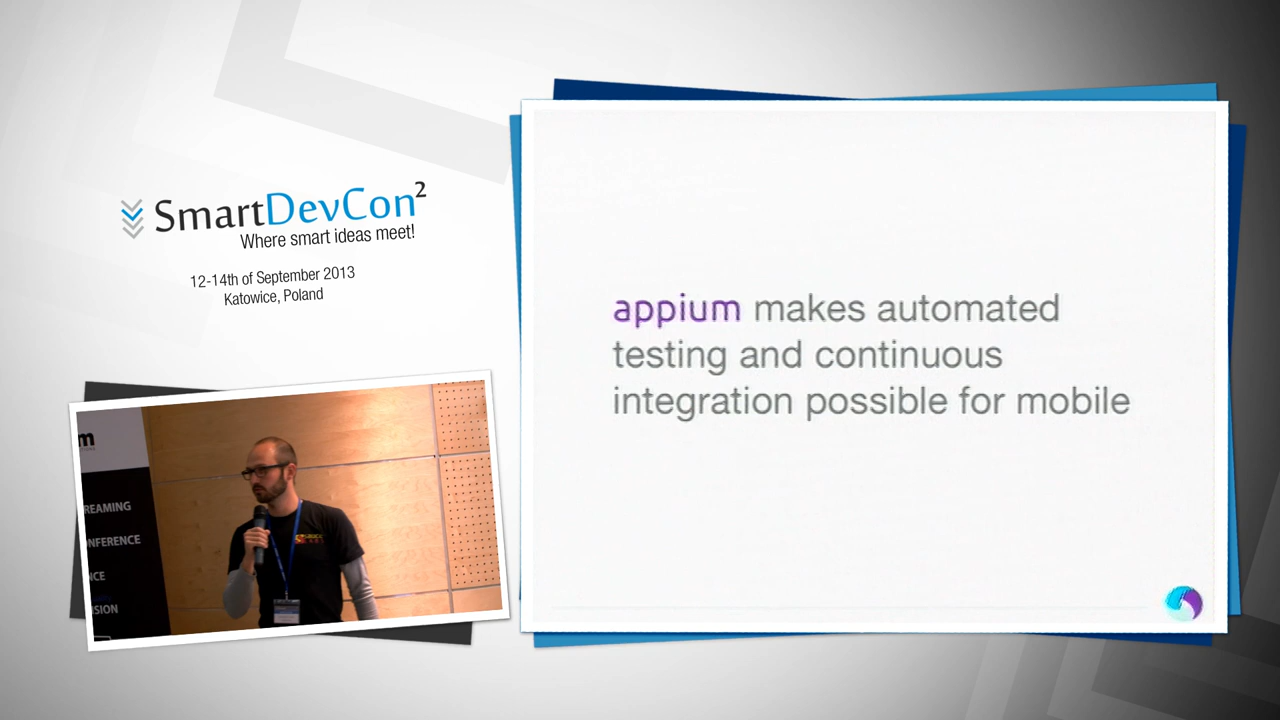 SmartDevCon²
Where smart ideas meet!
12-14th of September 2013
Katowice, Poland
appium makes automated
testing and continuous
integration possible for mobile
m
REAMING
NFERENCE
NCE
ISION